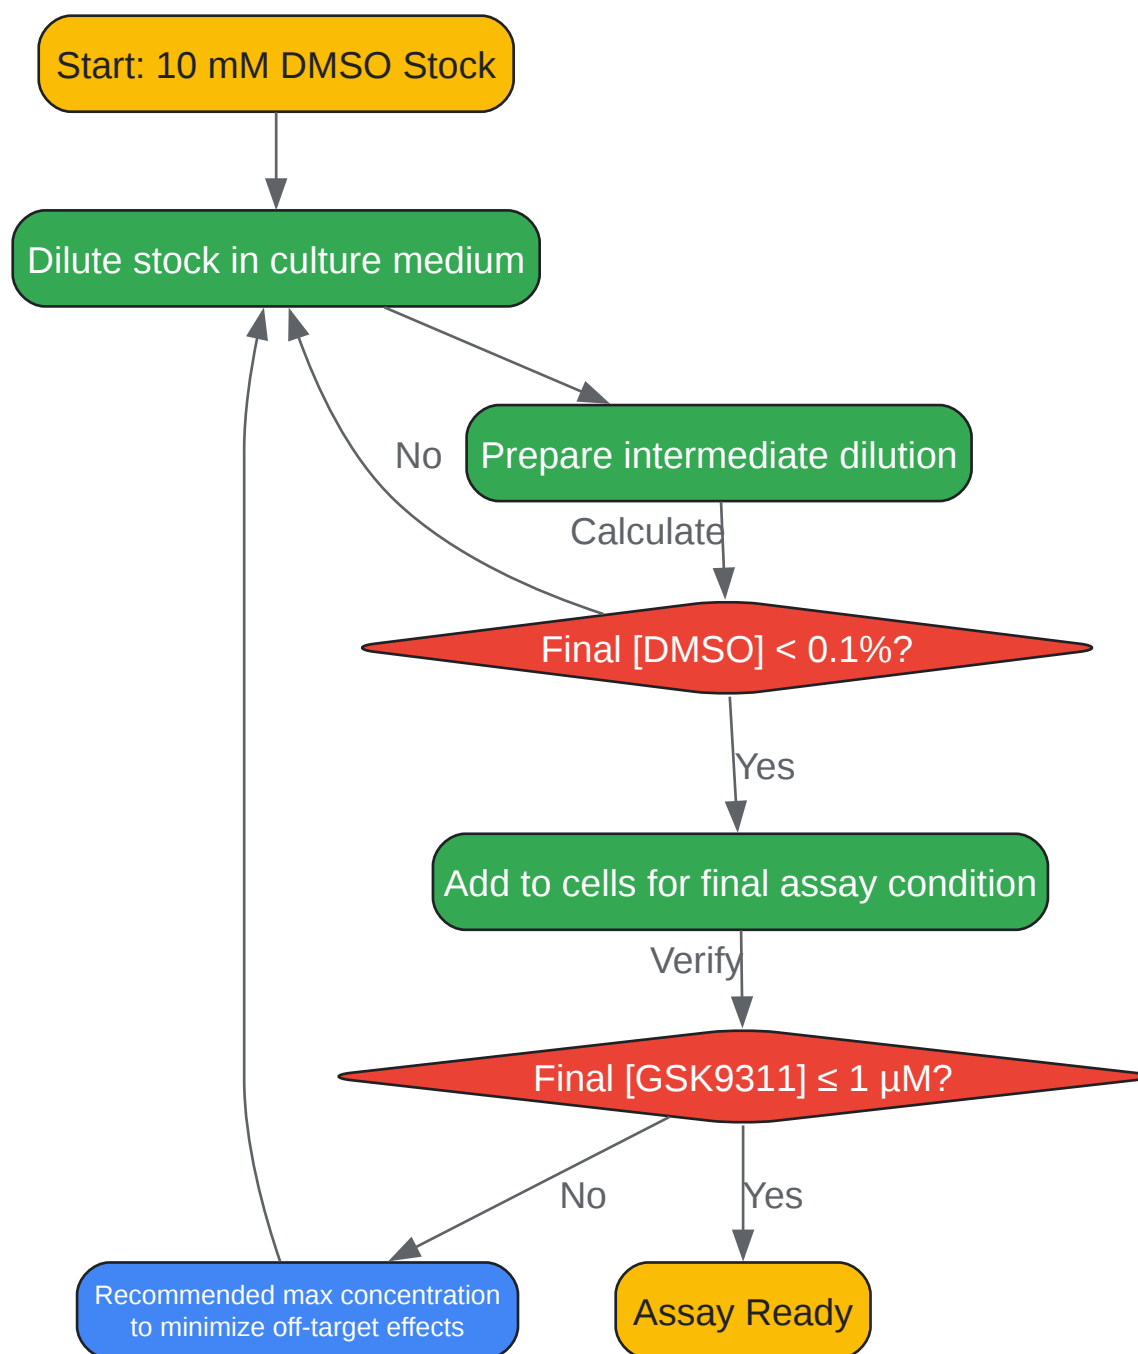 Start: 10 mM DMSO Stock
Dilute stock in culture medium
No
Prepare intermediate dilution
Calculate
Final [DMSO] < 0.1%?
Yes
Add to cells for final assay condition
Verify
Final [GSK9311] ≤ 1 µM?
No
Yes
Recommended max concentration
to minimize off-target effects
Assay Ready